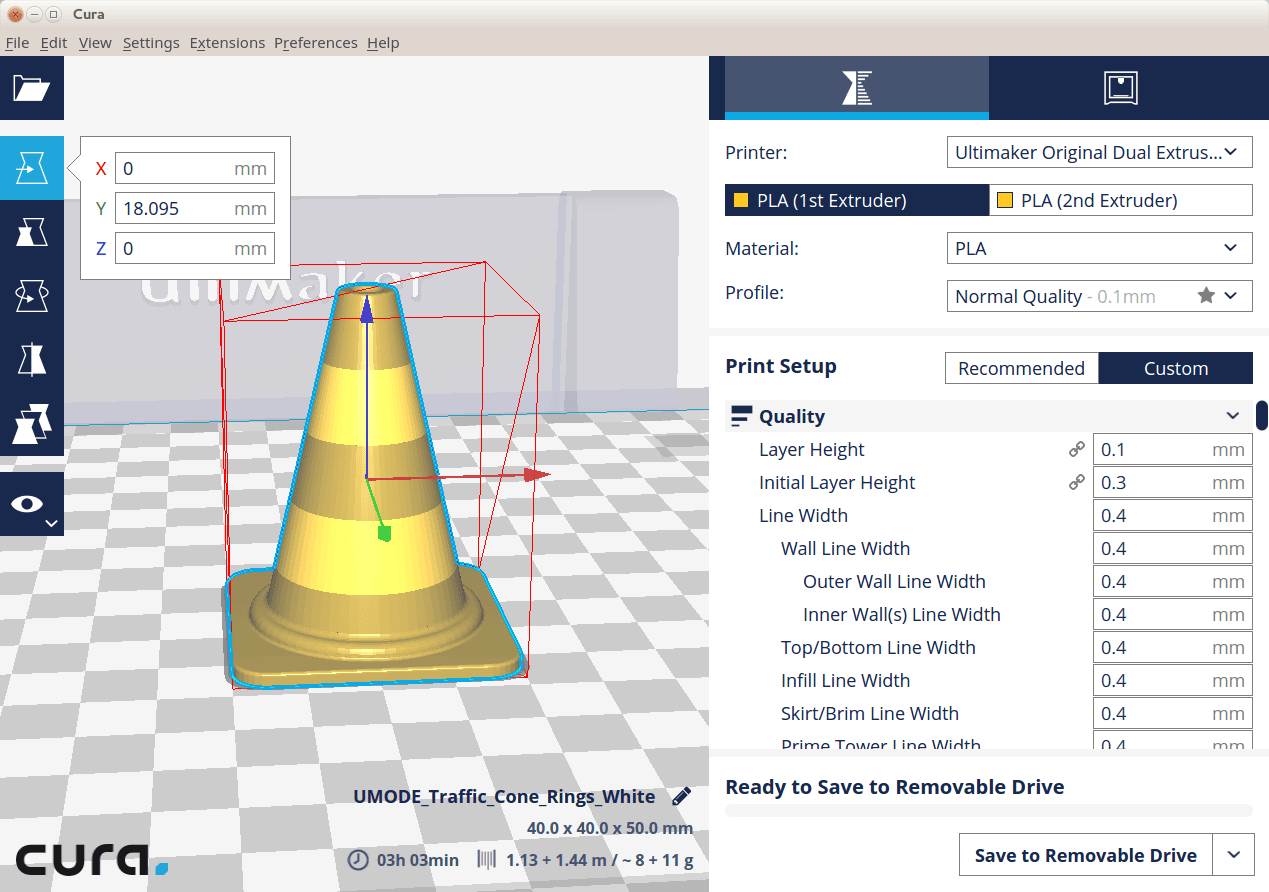 Cura
File Edit View Settings Extensions Preferences Help
X 0 mm
Y 18.095 mm
Z 0 mm
Ultimaker
UMODE_Traffic_Cone_Rings_White
40.0 x 40.0 x 50.0 mm
03h 03min 1.13 + 1.44 m / ~ 8 + 11 g
cura.
Printer: Ultimaker Original Dual Extrus...
PLA (1st Extruder) PLA (2nd Extruder)
Material: PLA
Profile: Normal Quality - 0.1mm
Print Setup Recommended Custom
Quality
Layer Height 0.1 mm
Initial Layer Height 0.3 mm
Line Width 0.4 mm
Wall Line Width 0.4 mm
Outer Wall Line Width 0.4 mm
Inner Wall(s) Line Width 0.4 mm
Top/Bottom Line Width 0.4 mm
Infill Line Width 0.4 mm
Skirt/Brim Line Width 0.4 mm
Prime Tower Line Width 0.4 mm
Ready to Save to Removable Drive
Save to Removable Drive